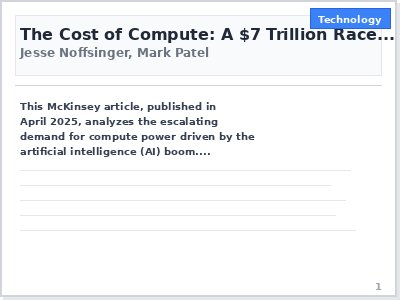 Technology
The Cost of Compute: A $7 Trillion Race...
Jesse Noffsinger, Mark Patel
This McKinsey article, published in
April 2025, analyzes the escalating
demand for compute power driven by the
artificial intelligence (AI) boom....
1